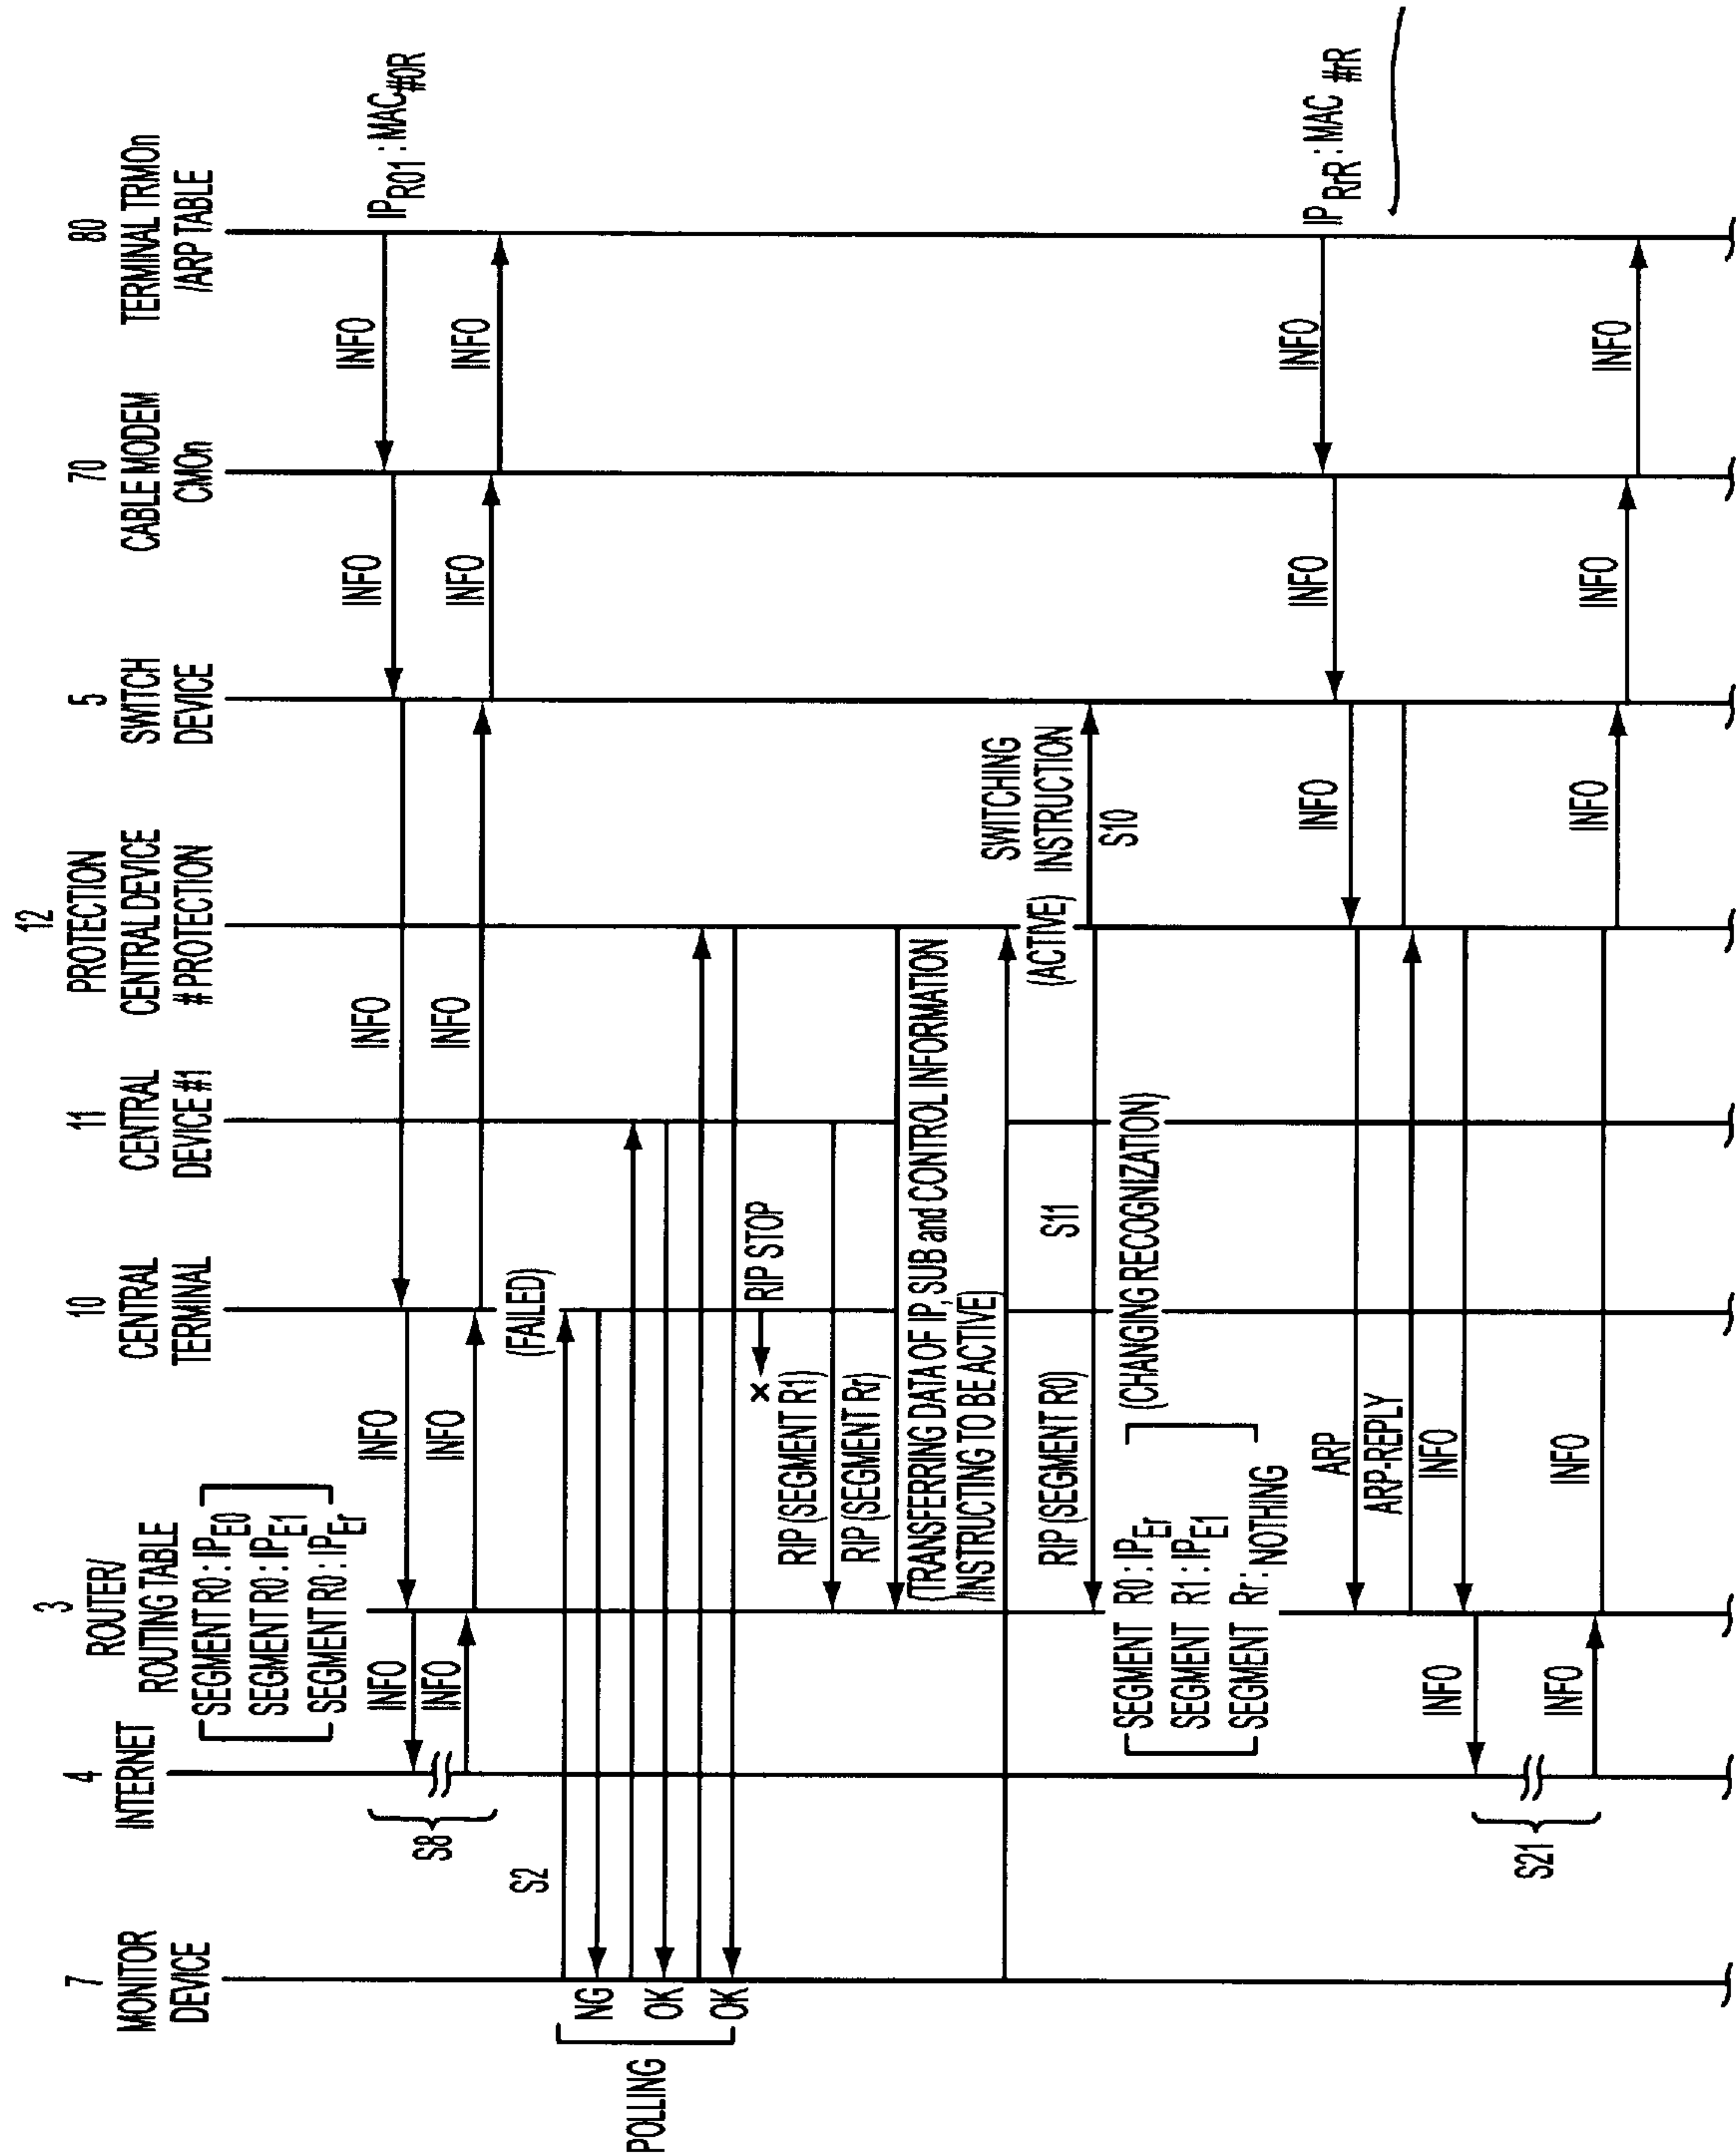 7
MONITOR
DEVICE
4
INTERNET
3
ROUTER/
ROUTING TABLE
SEGMENT R0 : IPE0
SEGMENT R0 : IPE1
SEGMENT R0 : IPEr
10
CENTRAL
TERMINAL
11
CENTRAL
DEVICE #1
12
PROTECTION
CENTRAL DEVICE
# PROTECTION
5
SWITCH
DEVICE
70
CABLE MODEM
CMOn
80
TERMINAL TRMOn
/ARP TABLE
IPR01 : MAC#0R
INFO
INFO
INFO
INFO
INFO
INFO
INFO
INFO
INFO
INFO
S8
S2
(FAILED)
POLLING
NG
OK
OK
RIP STOP
×
RIP (SEGMENT R1)
RIP (SEGMENT Rr)
(TRANSFERRING DATA OF IP, SUB and CONTROL INFORMATION
/INSTRUCTING TO BE ACTIVE)
(ACTIVE)
SWITCHING
INSTRUCTION
S10
RIP (SEGMENT R0)
S11
SEGMENT R0 : IPEr
SEGMENT R1 : IPE1
SEGMENT Rr : NOTHING
(CHANGING RECOGNIZATION)
IPRrR : MAC #rR
INFO
INFO
INFO
ARP
ARP-REPLY
INFO
INFO
S21
INFO
INFO
INFO
INFO
INFO